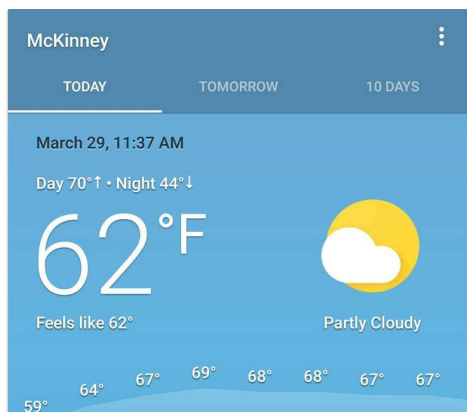 McKinney
TODAY TOMORROW 10 DAYS
March 29, 11:37 AM
Day 70°↑ • Night 44°↓
62°F
Feels like 62° Partly Cloudy
59° 64° 67° 69° 68° 68° 67° 67°